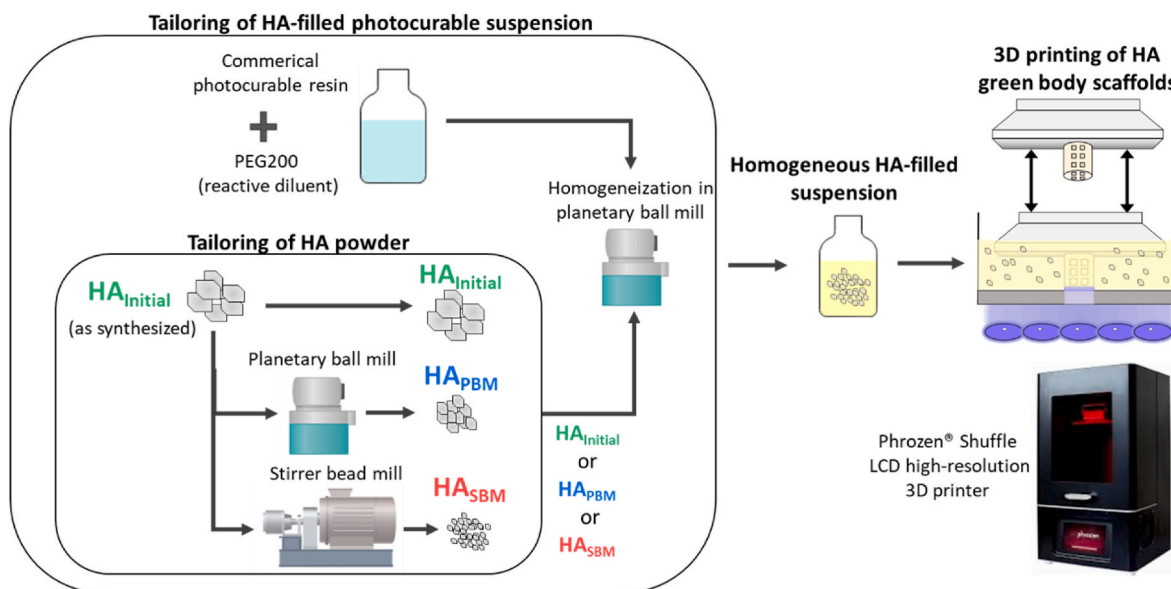 Tailoring of HA-filled photocurable suspension
Commerical
photocurable resin
PEG200
(reactive diluent)
Homogeneization in
planetary ball mill
Tailoring of HA powder
HAInitial
(as synthesized)
HAInitial
Planetary ball mill
HAPBM
Stirrer bead mill
HASBM
HAInitial
or
HAPBM
or
HASBM
Homogeneous HA-filled
suspension
3D printing of HA
green body scaffolds
Phrozen® Shuffle
LCD high-resolution
3D printer
phrozen
phrozen